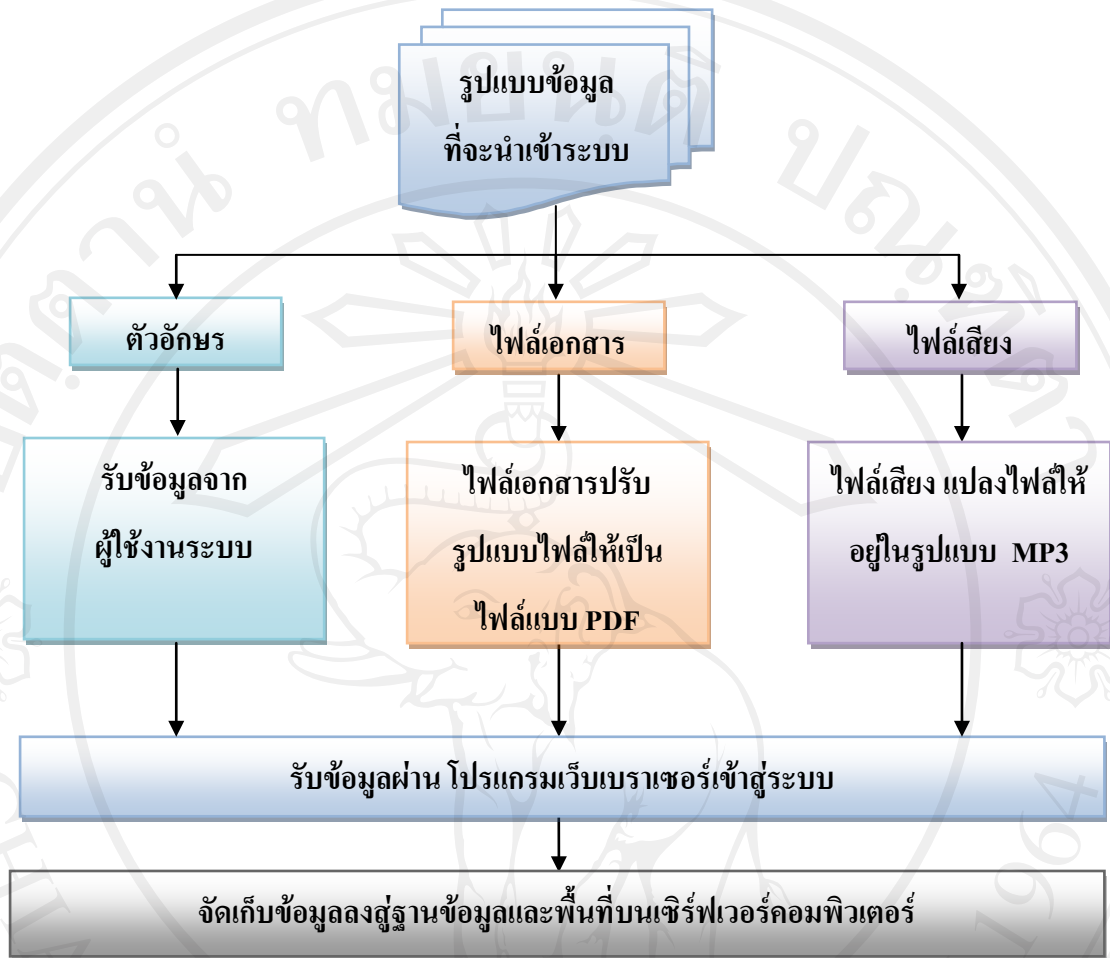 รูปแบบข้อมูล
ที่จะนำเข้าระบบ
ตัวอักษร
ไฟล์เอกสาร
ไฟล์เสียง
รับข้อมูลจาก
ผู้ใช้งานระบบ
ไฟล์เอกสารปรับ
รูปแบบไฟล์ให้เป็น
ไฟล์แบบ PDF
ไฟล์เสียง แปลงไฟล์ให้
อยู่ในรูปแบบ MP3
รับข้อมูลผ่าน โปรแกรมเว็บเบราเซอร์เข้าสู่ระบบ
จัดเก็บข้อมูลลงสู่ฐานข้อมูลและพื้นที่บนเซิร์ฟเวอร์คอมพิวเตอร์
1964